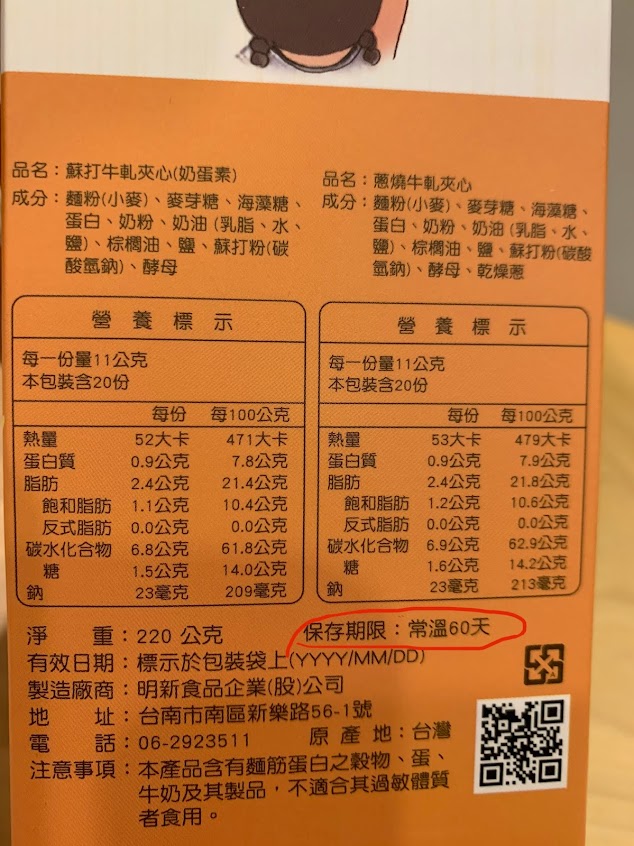 品名：蘇打牛軋夾心(奶蛋素)
成分：麵粉(小麥)、麥芽糖、海藻糖、
蛋白、奶粉、奶油 (乳脂、水、
鹽)、棕櫚油、鹽、蘇打粉(碳
酸氫鈉)、酵母
品名：蔥燒牛軋夾心
成分：麵粉(小麥)、麥芽糖、海藻糖、
蛋白、奶粉、奶油 (乳脂、水、
鹽)、棕櫚油、鹽、蘇打粉(碳酸
氫鈉)、酵母、乾燥蔥
營養標示
每一份量11公克
本包裝含20份
每份 每100公克
熱量 52大卡 471大卡
蛋白質 0.9公克 7.8公克
脂肪 2.4公克 21.4公克
飽和脂肪 1.1公克 10.4公克
反式脂肪 0.0公克 0.0公克
碳水化合物 6.8公克 61.8公克
糖 1.5公克 14.0公克
鈉 23毫克 209毫克
營養標示
每一份量11公克
本包裝含20份
每份 每100公克
熱量 53大卡 479大卡
蛋白質 0.9公克 7.9公克
脂肪 2.4公克 21.8公克
飽和脂肪 1.2公克 10.6公克
反式脂肪 0.0公克 0.0公克
碳水化合物 6.9公克 62.9公克
糖 1.6公克 14.2公克
鈉 23毫克 213毫克
淨重：220 公克 保存期限：常溫60天
有效日期：標示於包裝袋上(YYYY/MM/DD)
製造廠商：明新食品企業(股)公司
地址：台南市南區新樂路56-1號
電話：06-2923511 原產地：台灣
注意事項：本產品含有麵筋蛋白之穀物、蛋、
牛奶及其製品，不適合其過敏體質
者食用。